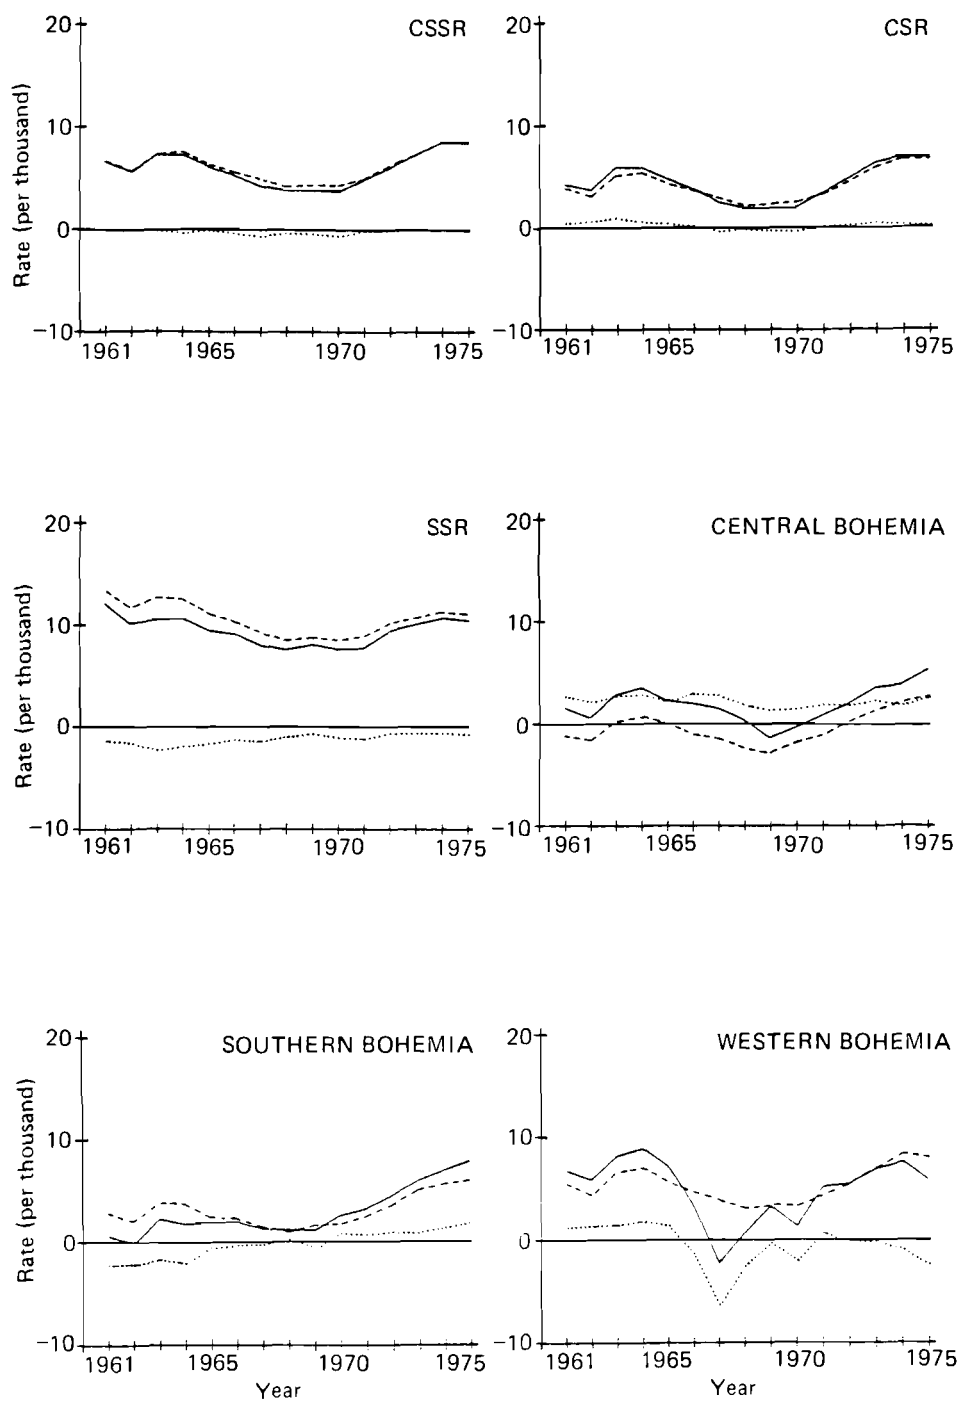 CSSR
20
10
0
−10
Rate (per thousand)
1961 1965 1970 1975
CSR
20
10
0
−10
1961 1965 1970 1975
SSR
20
10
0
−10
Rate (per thousand)
1961 1965 1970 1975
CENTRAL BOHEMIA
20
10
0
−10
1961 1965 1970 1975
SOUTHERN BOHEMIA
20
10
0
−10
Rate (per thousand)
1961 1965 1970 1975
Year
WESTERN BOHEMIA
20
10
0
−10
1961 1965 1970 1975
Year